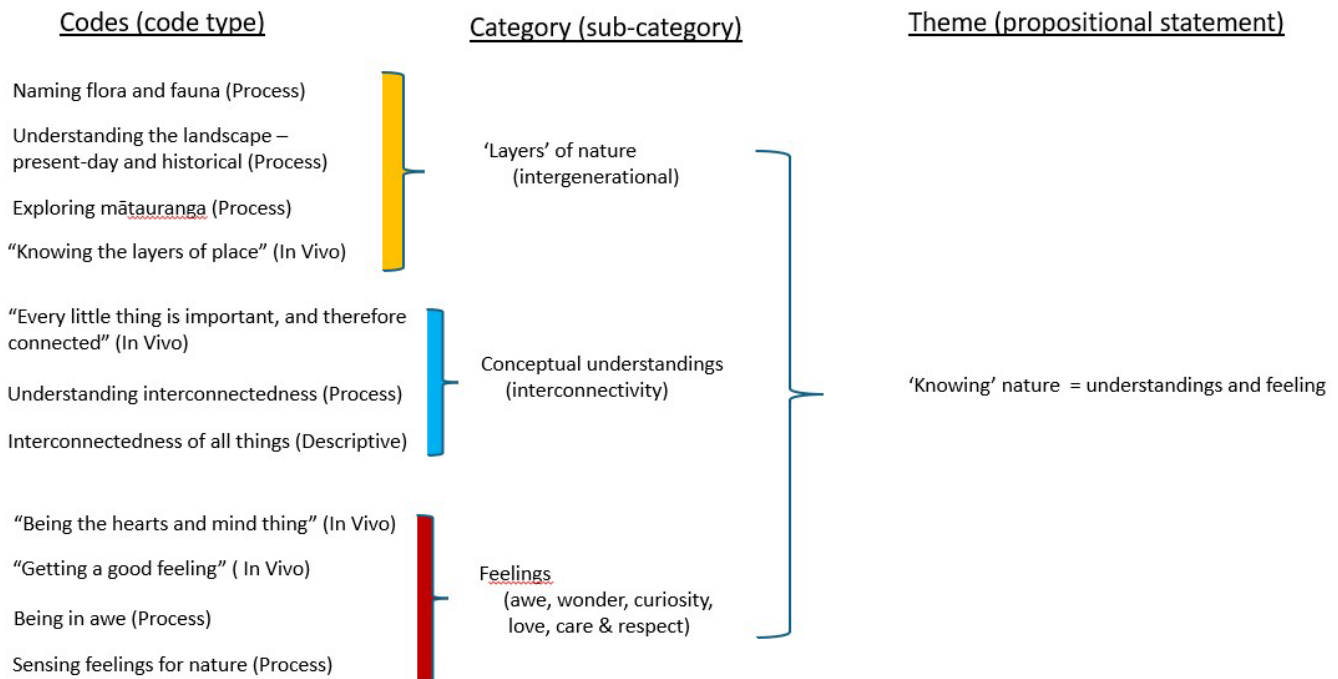 Codes (code type)
Category (sub-category)
Theme (propositional statement)
Naming flora and fauna (Process)
Understanding the landscape –
present-day and historical (Process)
Exploring mātauranga (Process)
“Knowing the layers of place” (In Vivo)
‘Layers’ of nature
(intergenerational)
“Every little thing is important, and therefore
connected” (In Vivo)
Understanding interconnectedness (Process)
Interconnectedness of all things (Descriptive)
Conceptual understandings
(interconnectivity)
“Being the hearts and mind thing” (In Vivo)
“Getting a good feeling” ( In Vivo)
Being in awe (Process)
Sensing feelings for nature (Process)
Feelings
(awe, wonder, curiosity,
love, care & respect)
‘Knowing’ nature = understandings and feeling